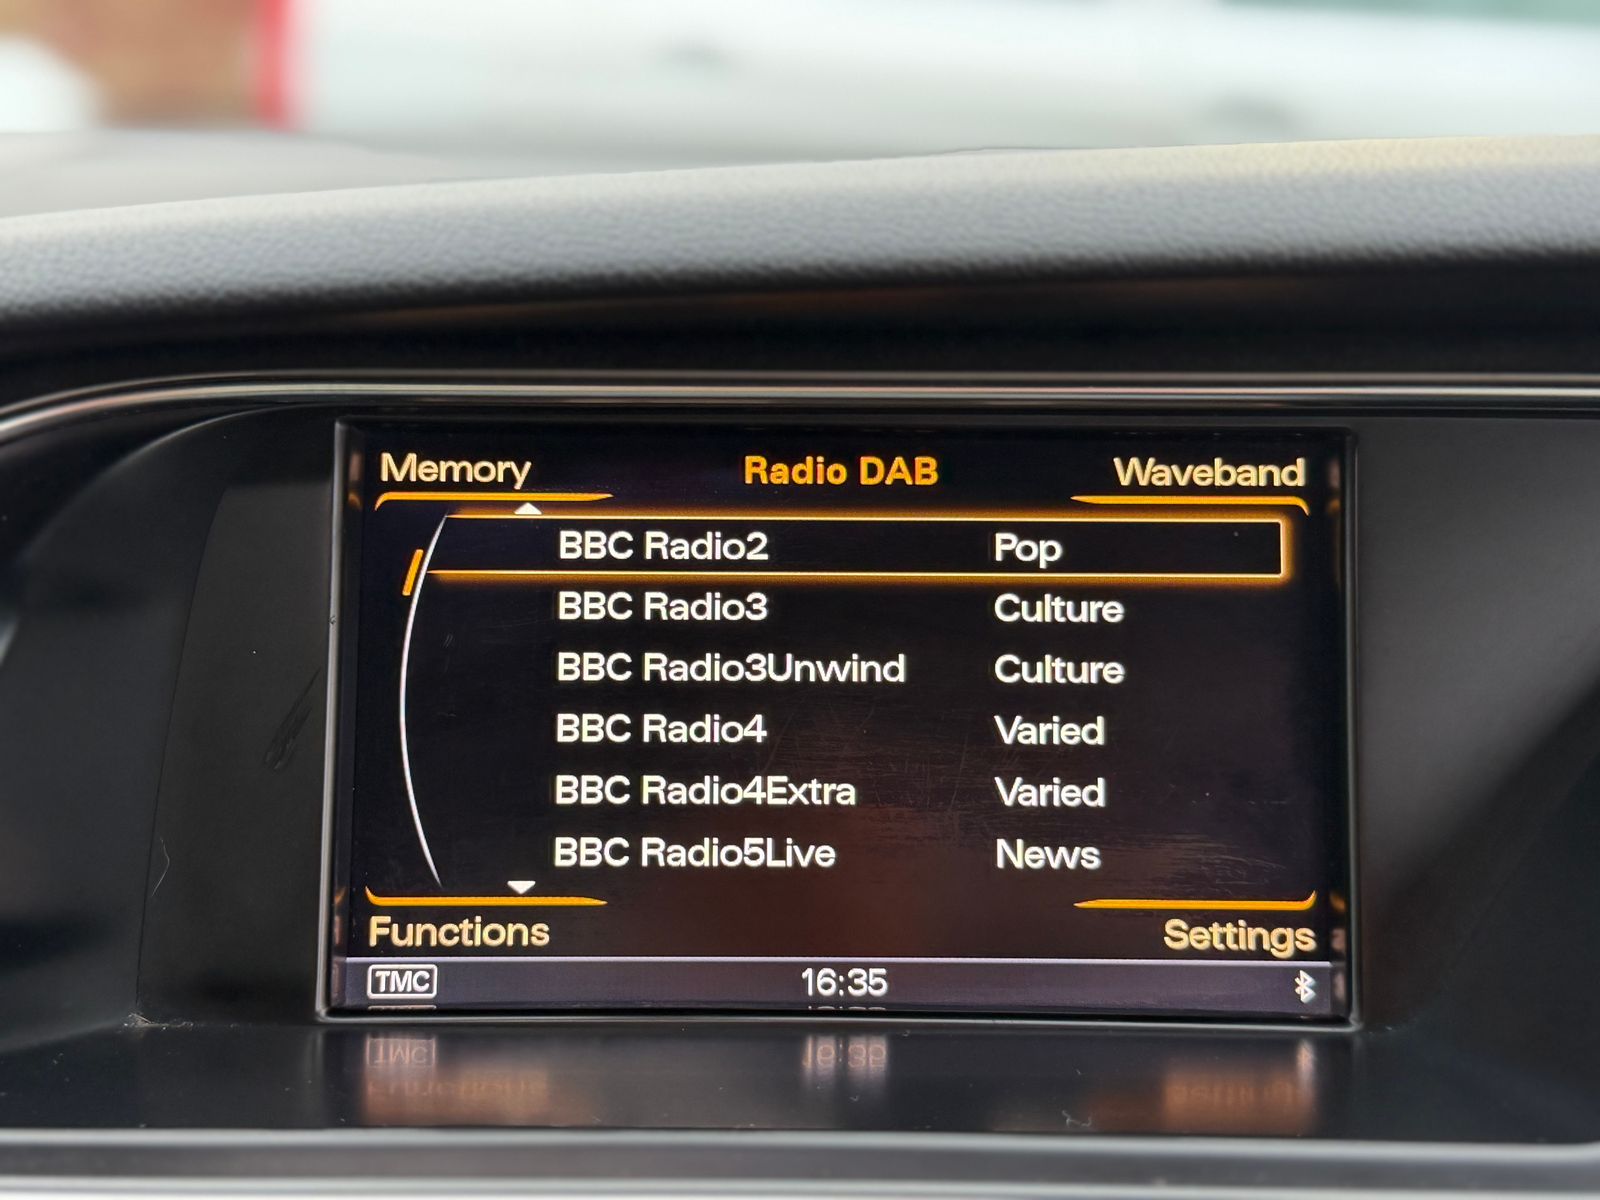 Memory Radio DAB Waveband
BBC Radio2 Pop
BBC Radio3 Culture
BBC Radio3Unwind Culture
BBC Radio4 Varied
BBC Radio4Extra Varied
BBC Radio5Live News
Functions Settings
TMC 16:35